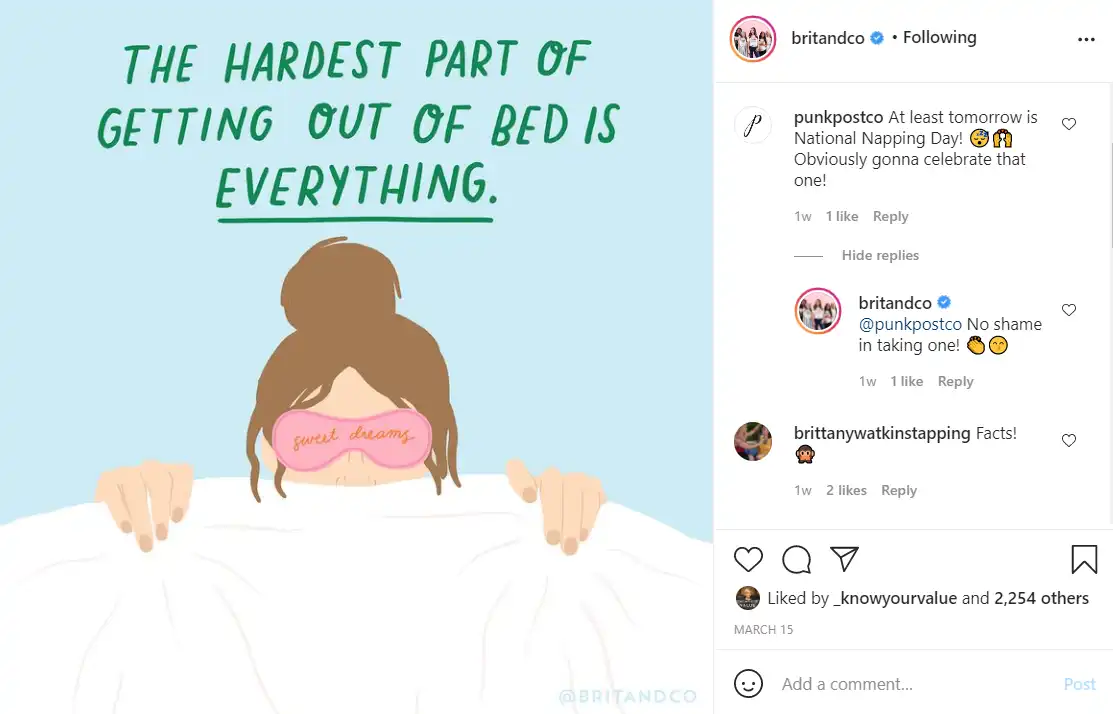 THE HARDEST PART OF
GETTING OUT OF BED IS
EVERYTHING.
sweet dreams
@BRITANDCO
britandco • Following
punkpostco At least tomorrow is
National Napping Day! 😴🙌
Obviously gonna celebrate that
one!
1w 1 like Reply
Hide replies
britandco
@punkpostco No shame
in taking one! 👏😙
1w 1 like Reply
brittanywatkinstapping Facts!
🙊
1w 2 likes Reply
Liked by _knowyourvalue and 2,254 others
MARCH 15
Add a comment...
Post